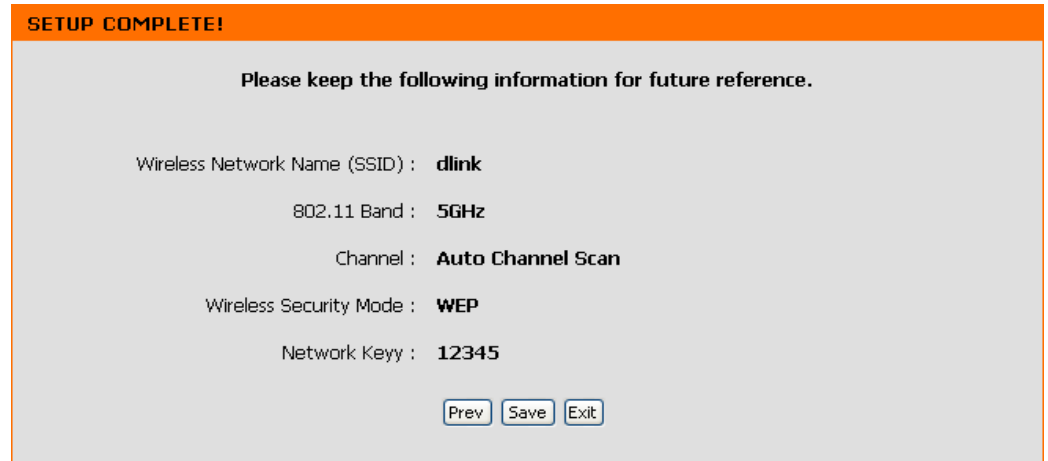 SETUP COMPLETE!
Please keep the following information for future reference.
Wireless Network Name (SSID) : dlink
802.11 Band : 5GHz
Channel : Auto Channel Scan
Wireless Security Mode : WEP
Network Keyy : 12345
Prev Save Exit